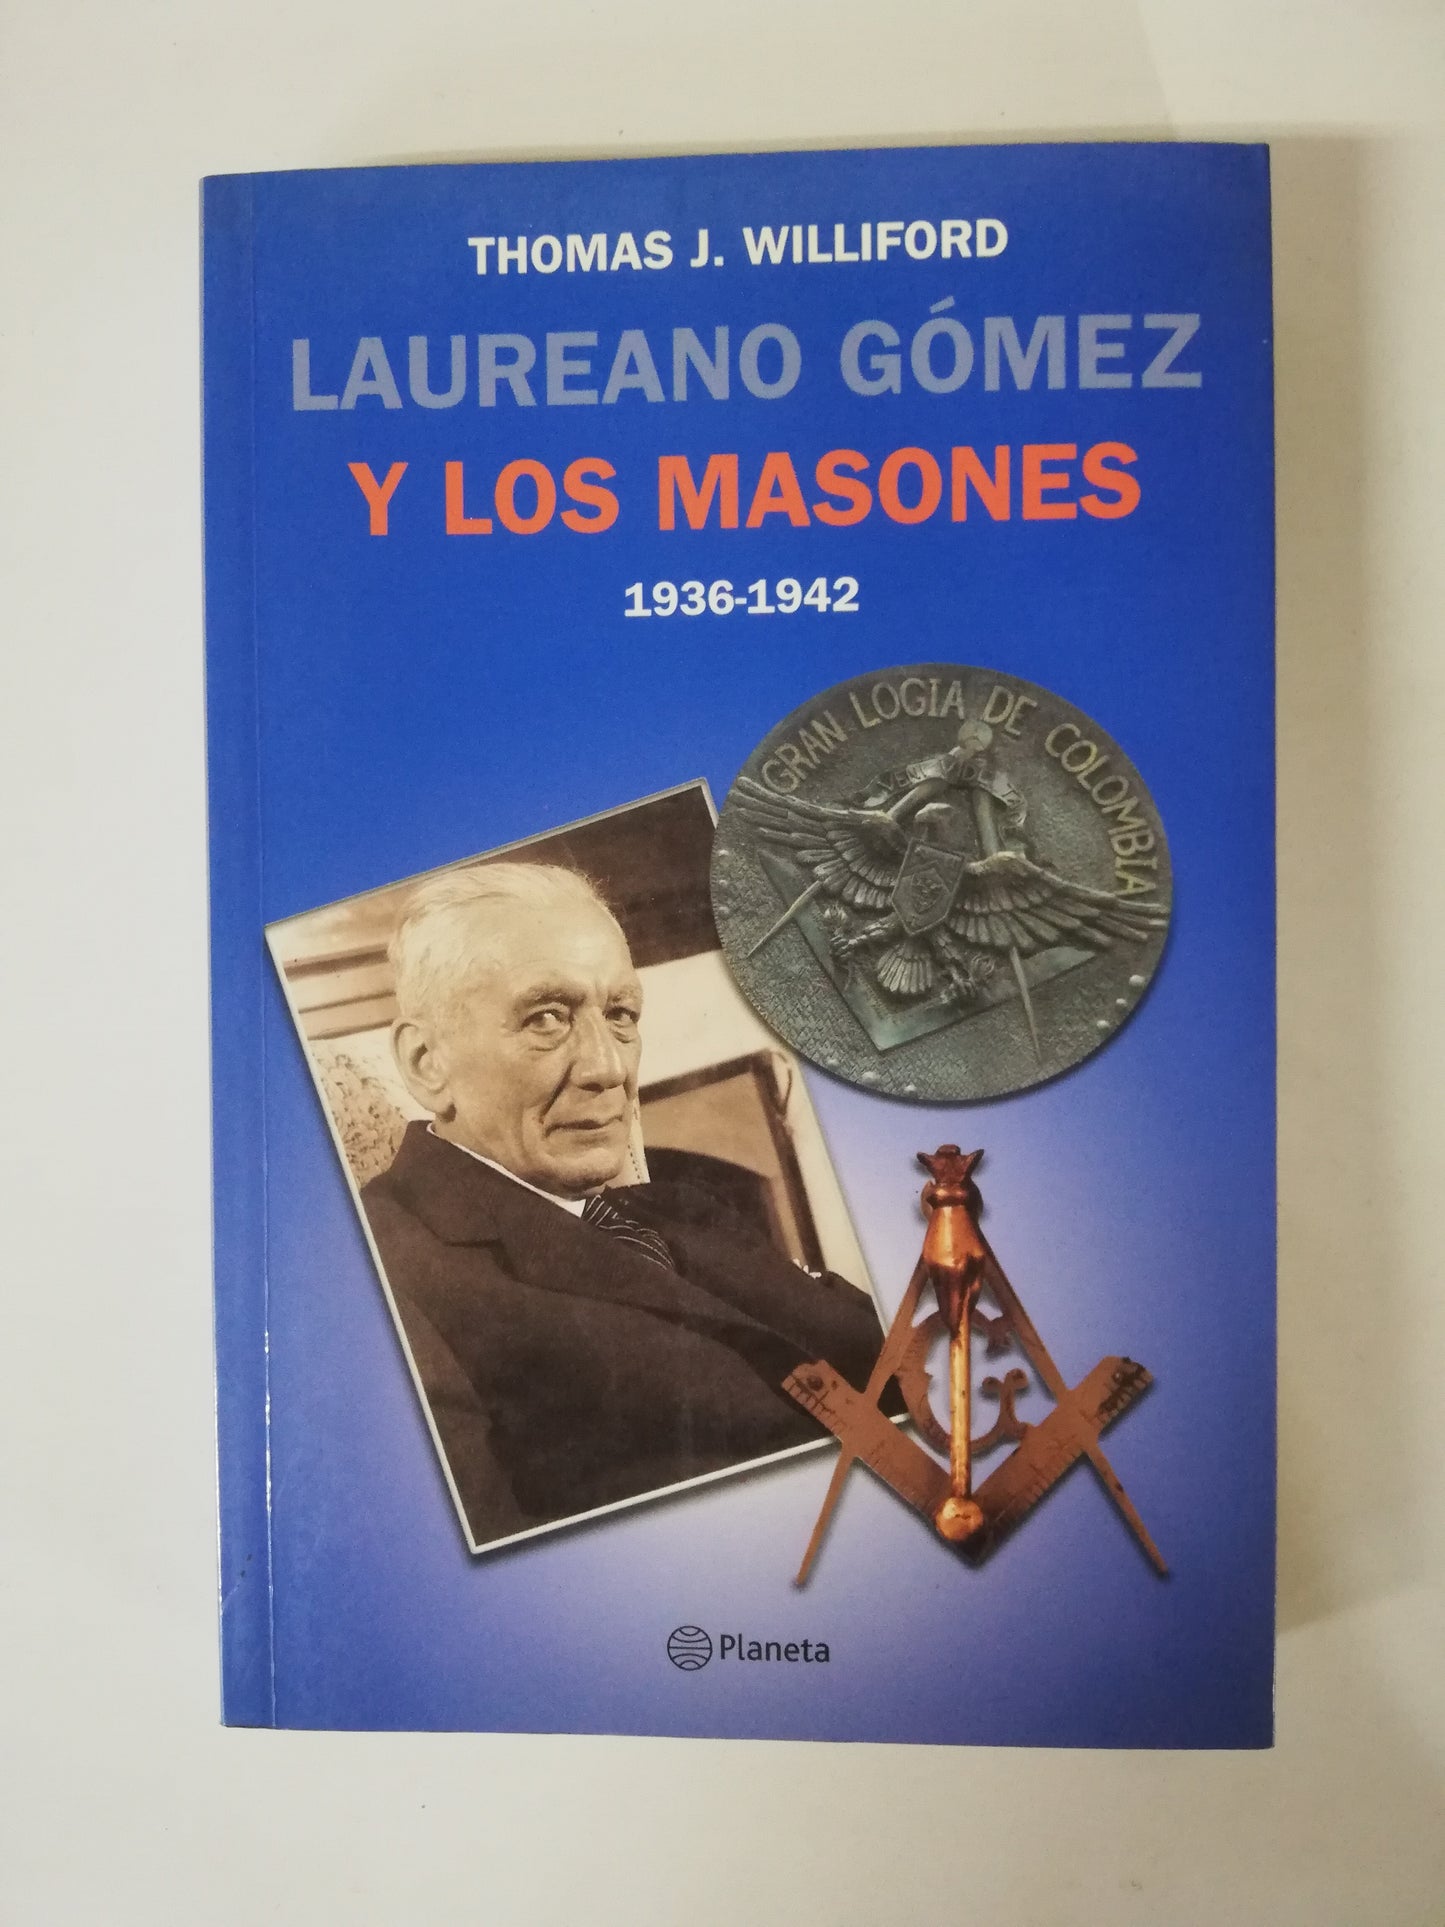 THOMAS J. WILLIFORD
LAUREANO GÓMEZ
Y LOS MASONES
1936-1942
GRAN LOGIA DE COLOMBIA
Planeta